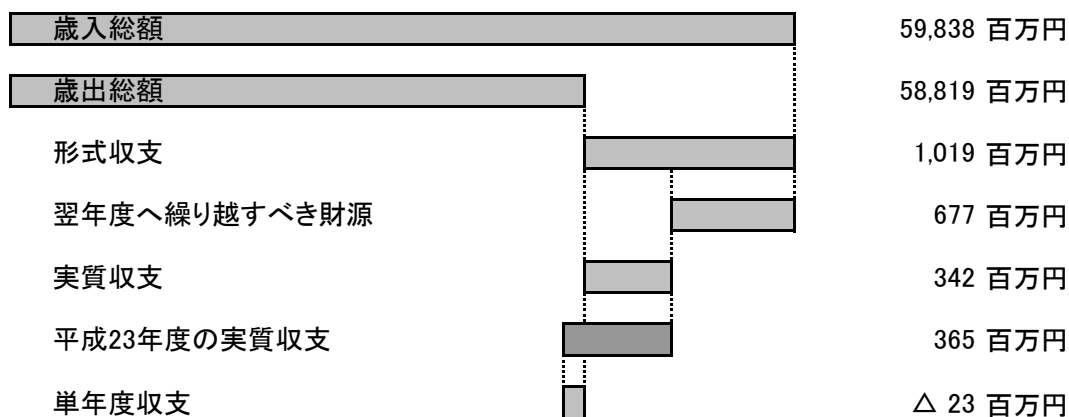 歳入総額 59,838 百万円
歳出総額 58,819 百万円
形式収支 1,019 百万円
翌年度へ繰り越すべき財源 677 百万円
実質収支 342 百万円
平成23年度の実質収支 365 百万円
単年度収支 △ 23 百万円